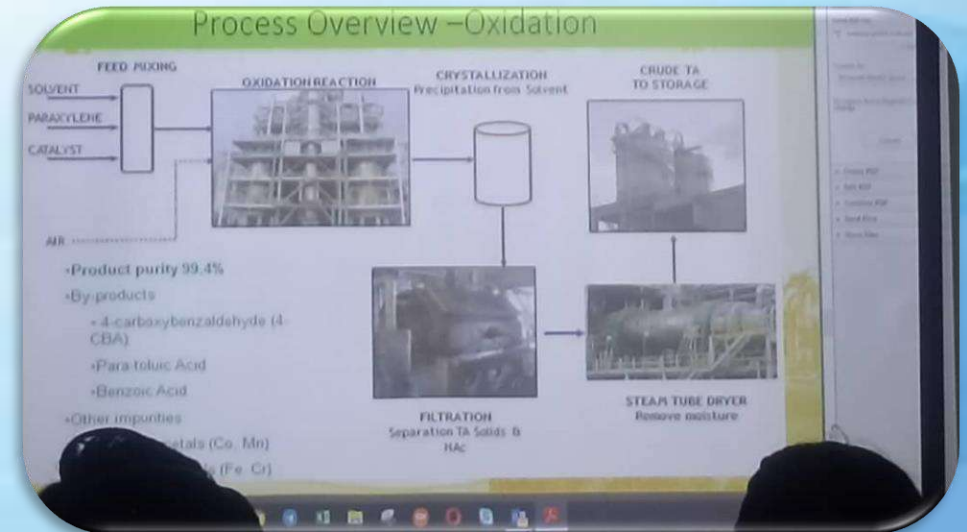 Process Overview –Oxidation
FEED MIXING
SOLVENT
PARAXYLENE
CATALYST
AIR
OXIDATION REACTION
CRYSTALLIZATION
Precipitation from Solvent
CRUDE TA
TO STORAGE
•Product purity 99.4%
•By-products
• 4-carboxybenzaldehyde (4-
CBA)
•Para-toluic Acid
•Benzoic Acid
•Other impurities
etals (Co, Mn)
(Fe, Cr)
FILTRATION
Separation TA Solids &
HAc
STEAM TUBE DRYER
Remove moisture